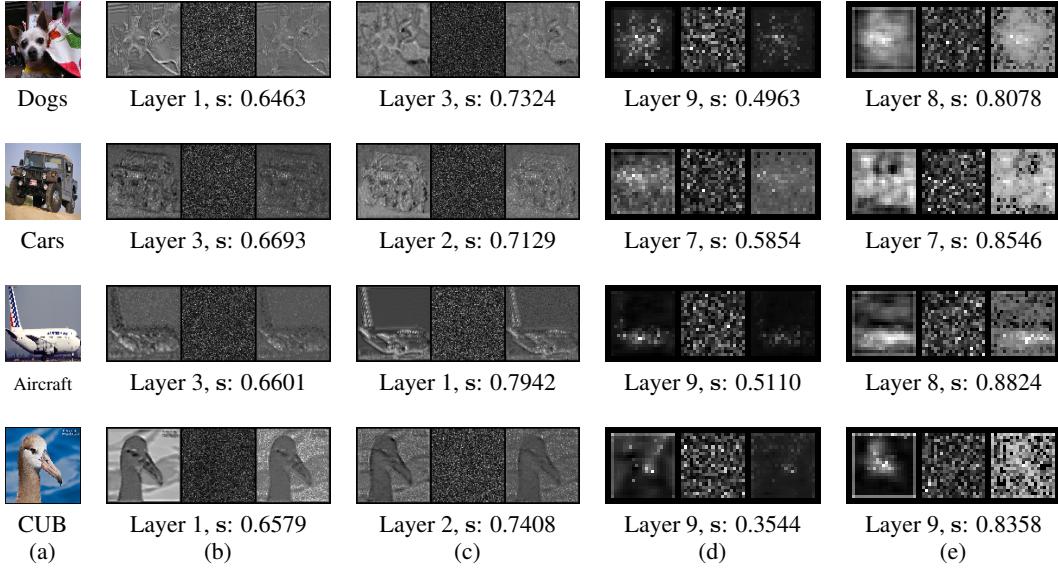 Dogs
Layer 1, s: 0.6463
Layer 3, s: 0.7324
Layer 9, s: 0.4963
Layer 8, s: 0.8078
Cars
Layer 3, s: 0.6693
Layer 2, s: 0.7129
Layer 7, s: 0.5854
Layer 7, s: 0.8546
Aircraft
Layer 3, s: 0.6601
Layer 1, s: 0.7942
Layer 9, s: 0.5110
Layer 8, s: 0.8824
CUB
Layer 1, s: 0.6579
Layer 2, s: 0.7408
Layer 9, s: 0.3544
Layer 9, s: 0.8358
(a)
(b)
(c)
(d)
(e)